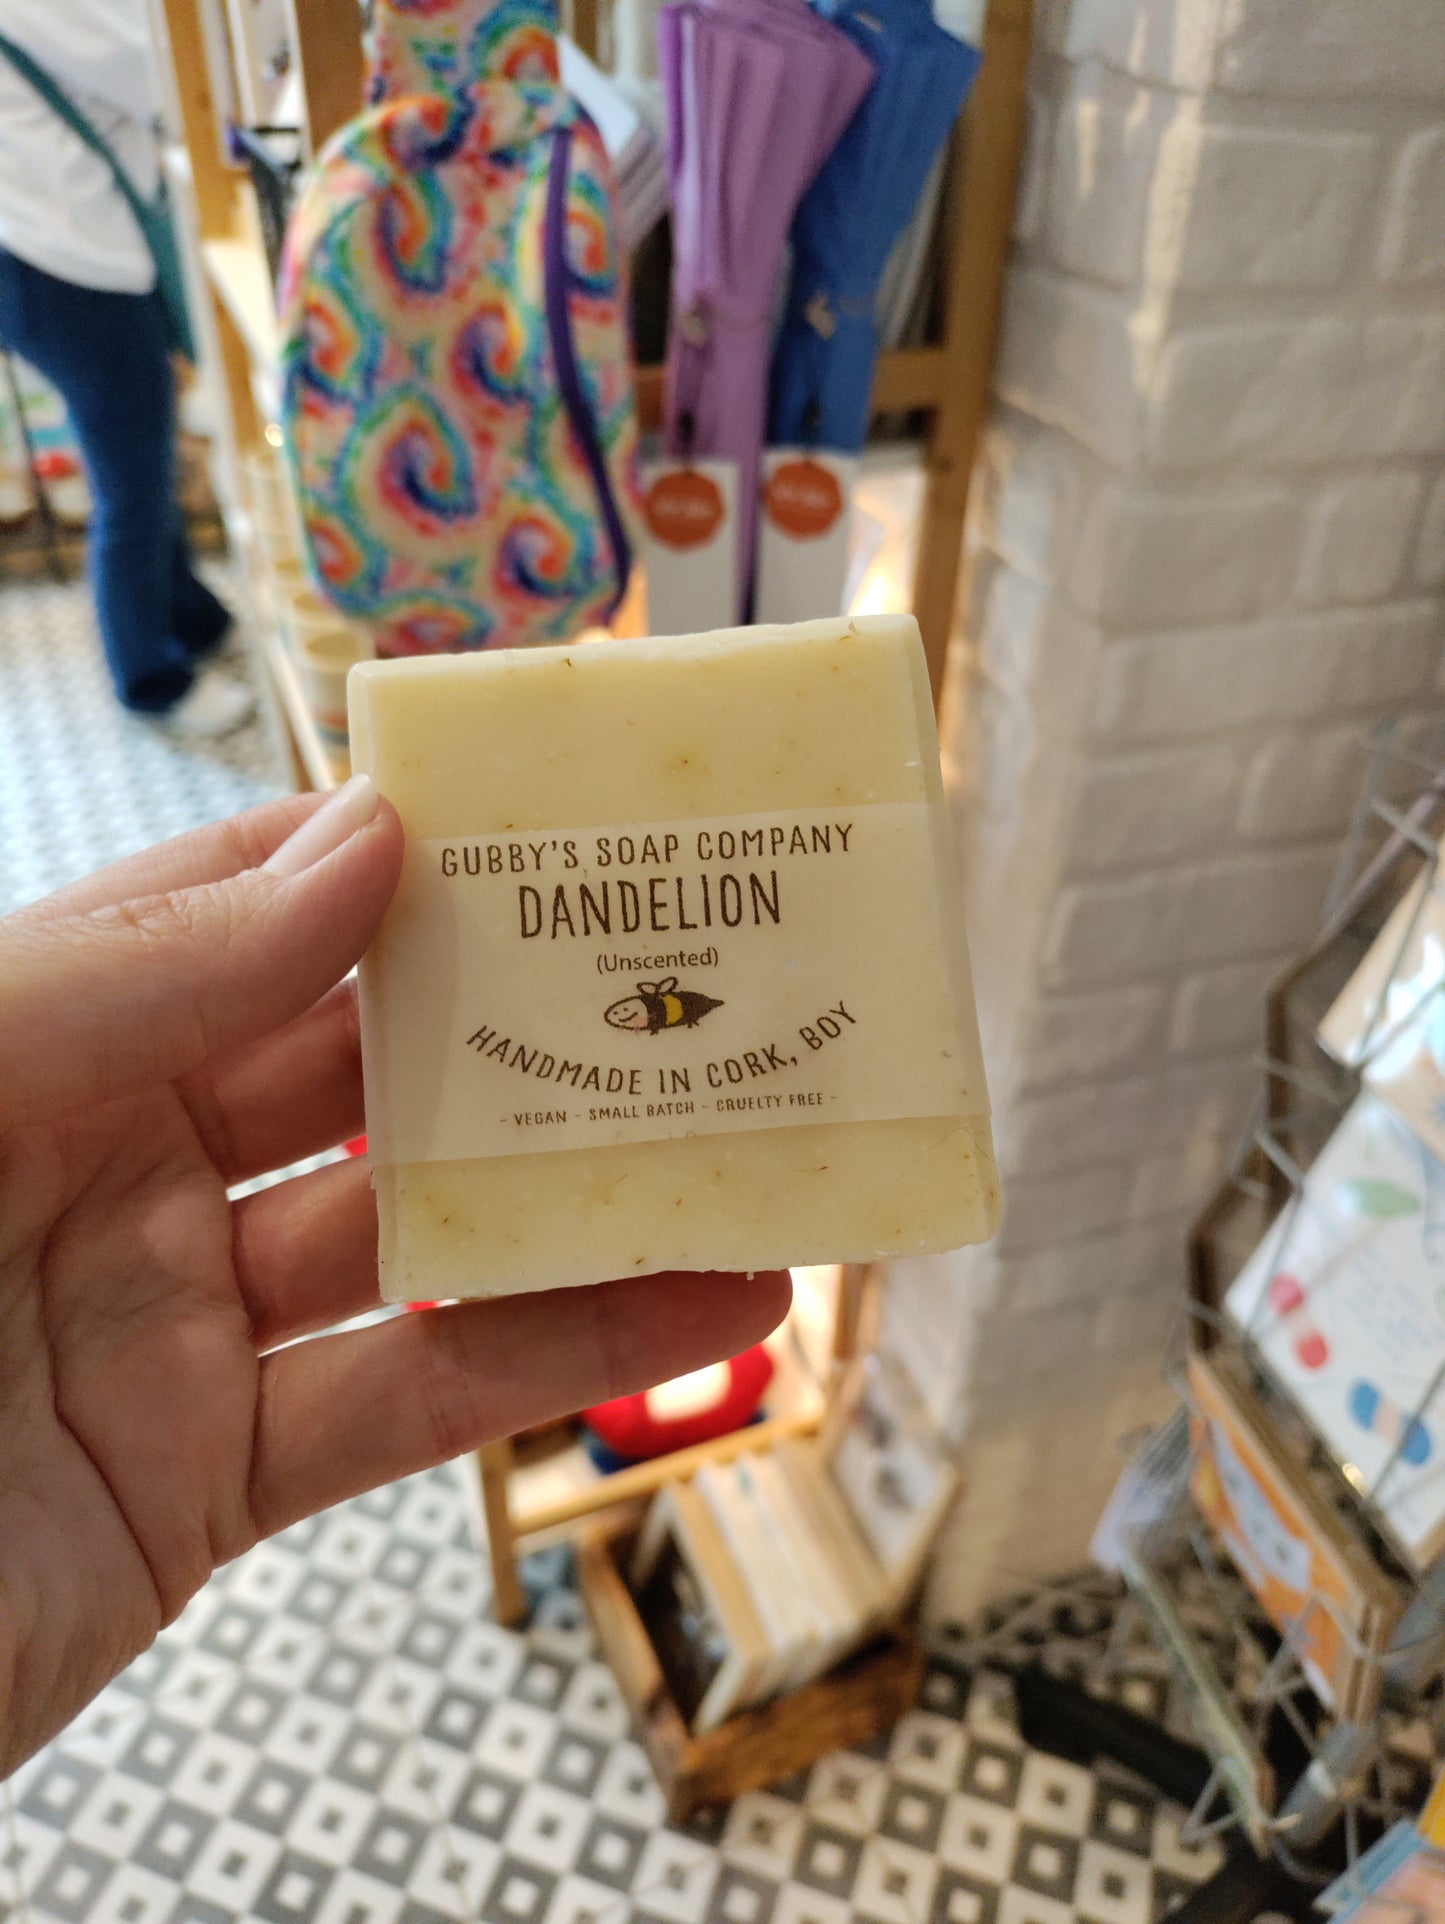 GUBBY'S SOAP COMPANY
DANDELION
(Unscented)
HANDMADE IN CORK, BOY
- VEGAN - SMALL BATCH - CRUELTY FREE -